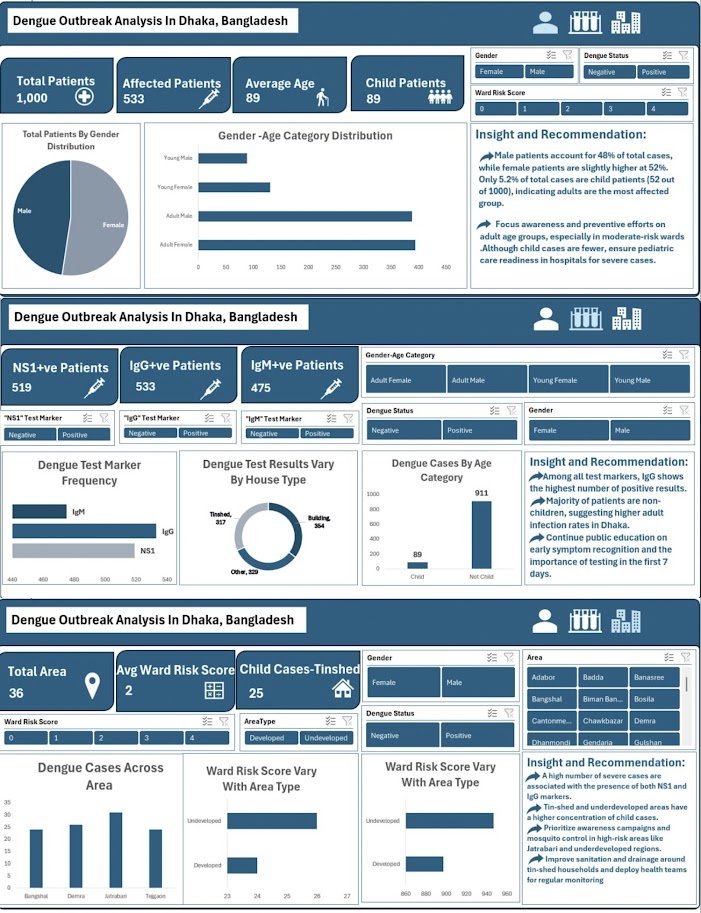 Dengue Outbreak Analysis In Dhaka, Bangladesh
Total Patients
1,000
Affected Patients
533
Average Age
89
Child Patients
89
Gender
Female
Male
Dengue Status
Negative
Positive
Ward Risk Score
0
1
2
3
4
Total Patients By Gender
Distribution
Male
Female
Gender -Age Category Distribution
Young Male
Young Female
Adult Male
Adult Female
0 50 100 150 200 250 300 350 400 450
Insight and Recommendation:
Male patients account for 48% of total cases,
while female patients are slightly higher at 52%.
Only 5.2% of total cases are child patients (52 out
of 1000), indicating adults are the most affected
group.
Focus awareness and preventive efforts on
adult age groups, especially in moderate-risk wards
.Although child cases are fewer, ensure pediatric
care readiness in hospitals for severe cases.
Dengue Outbreak Analysis In Dhaka, Bangladesh
NS1+ve Patients
519
IgG+ve Patients
533
IgM+ve Patients
475
Gender-Age Category
Adult Female
Adult Male
Young Female
Young Male
"NS1" Test Marker
Negative
Positive
"IgG" Test Marker
Negative
Positive
"IgM" Test Marker
Negative
Positive
Dengue Status
Negative
Positive
Gender
Female
Male
Dengue Test Marker
Frequency
IgM
IgG
NS1
440 460 480 500 520 540
Dengue Test Results Vary
By House Type
Tinshed,
317
Building,
354
Other, 329
Dengue Cases By Age
Category
1000
800
600
400
200
0
89
911
Child
Not Child
Insight and Recommendation:
Among all test markers, IgG shows
the highest number of positive results.
Majority of patients are non-
children, suggesting higher adult
infection rates in Dhaka.
Continue public education on
early symptom recognition and the
importance of testing in the first 7
days.
Dengue Outbreak Analysis In Dhaka, Bangladesh
Total Area
36
Avg Ward Risk Score
2
Child Cases-Tinshed
25
Gender
Female
Male
Area
Adabor
Badda
Banasree
Bangshal
Biman Ban...
Bosila
Cantonme...
Chawkbazar
Demra
Dhanmondi
Gendaria
Gulshan
Ward Risk Score
0
1
2
3
4
AreaType
Developed
Undeveloped
Dengue Status
Negative
Positive
Dengue Cases Across
Area
35
30
25
20
15
10
5
0
Bangshal
Demra
Jatrabari
Tejgaon
Ward Risk Score Vary
With Area Type
Undeveloped
Developed
23 24 25 26 27
Ward Risk Score Vary
With Area Type
Undeveloped
Developed
860 880 900 920 940 960
Insight and Recommendation:
A high number of severe cases are
associated with the presence of both NS1 and
IgG markers.
Tin-shed and underdeveloped areas have
a higher concentration of child cases.
Prioritize awareness campaigns and
mosquito control in high-risk areas like
Jatrabari and underdeveloped regions.
Improve sanitation and drainage around
tin-shed households and deploy health teams
for regular monitoring